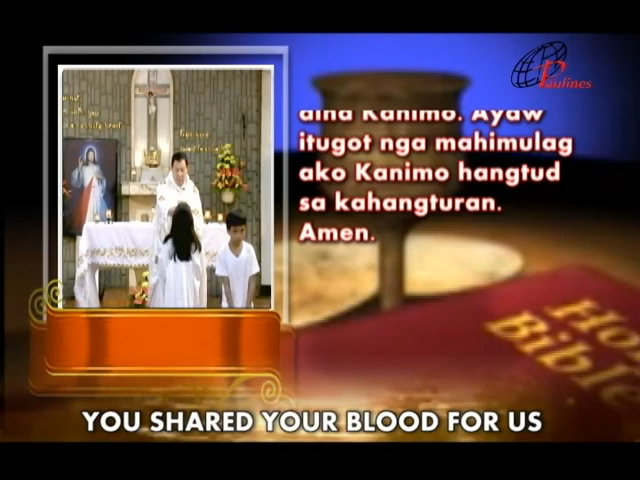 Paulines
aina Kanimo. Ayaw
itugot nga mahimulag
ako Kanimo hangtud
sa kahangturan.
Amen.
Holy
Bible
YOU SHARED YOUR BLOOD FOR US